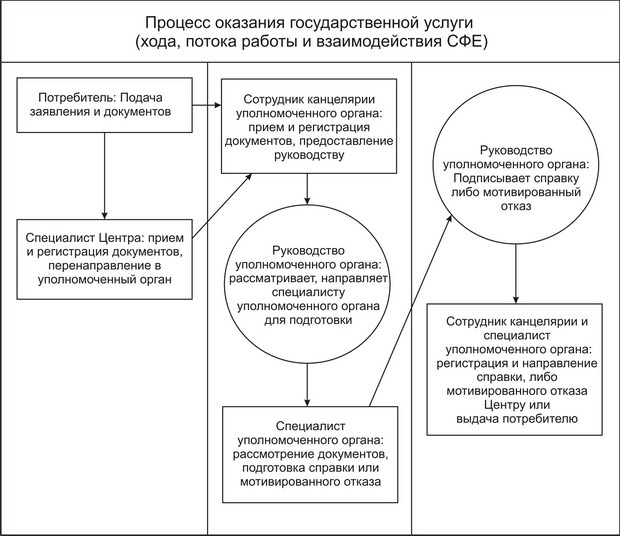 Процесс оказания государственной услуги
(хода, потока работы и взаимодействия СФЕ)
Потребитель: Подача
заявления и документов
Специалист Центра: прием
и регистрация документов,
перенаправление в
уполномоченный орган
Сотрудник канцелярии
уполномоченного органа:
прием и регистрация
документов, предоставление
руководству
Руководство
уполномоченного органа:
рассматривает, направляет
специалисту
уполномоченного органа
для подготовки
Специалист
уполномоченного органа:
рассмотрение документов,
подготовка справки или
мотивированного отказа
Руководство
уполномоченного органа:
Подписывает справку
либо мотивированный
отказ
Сотрудник канцелярии и
специалист
уполномоченного органа:
регистрация и направление
справки, либо
мотивированного отказа
Центру или
выдача потребителю